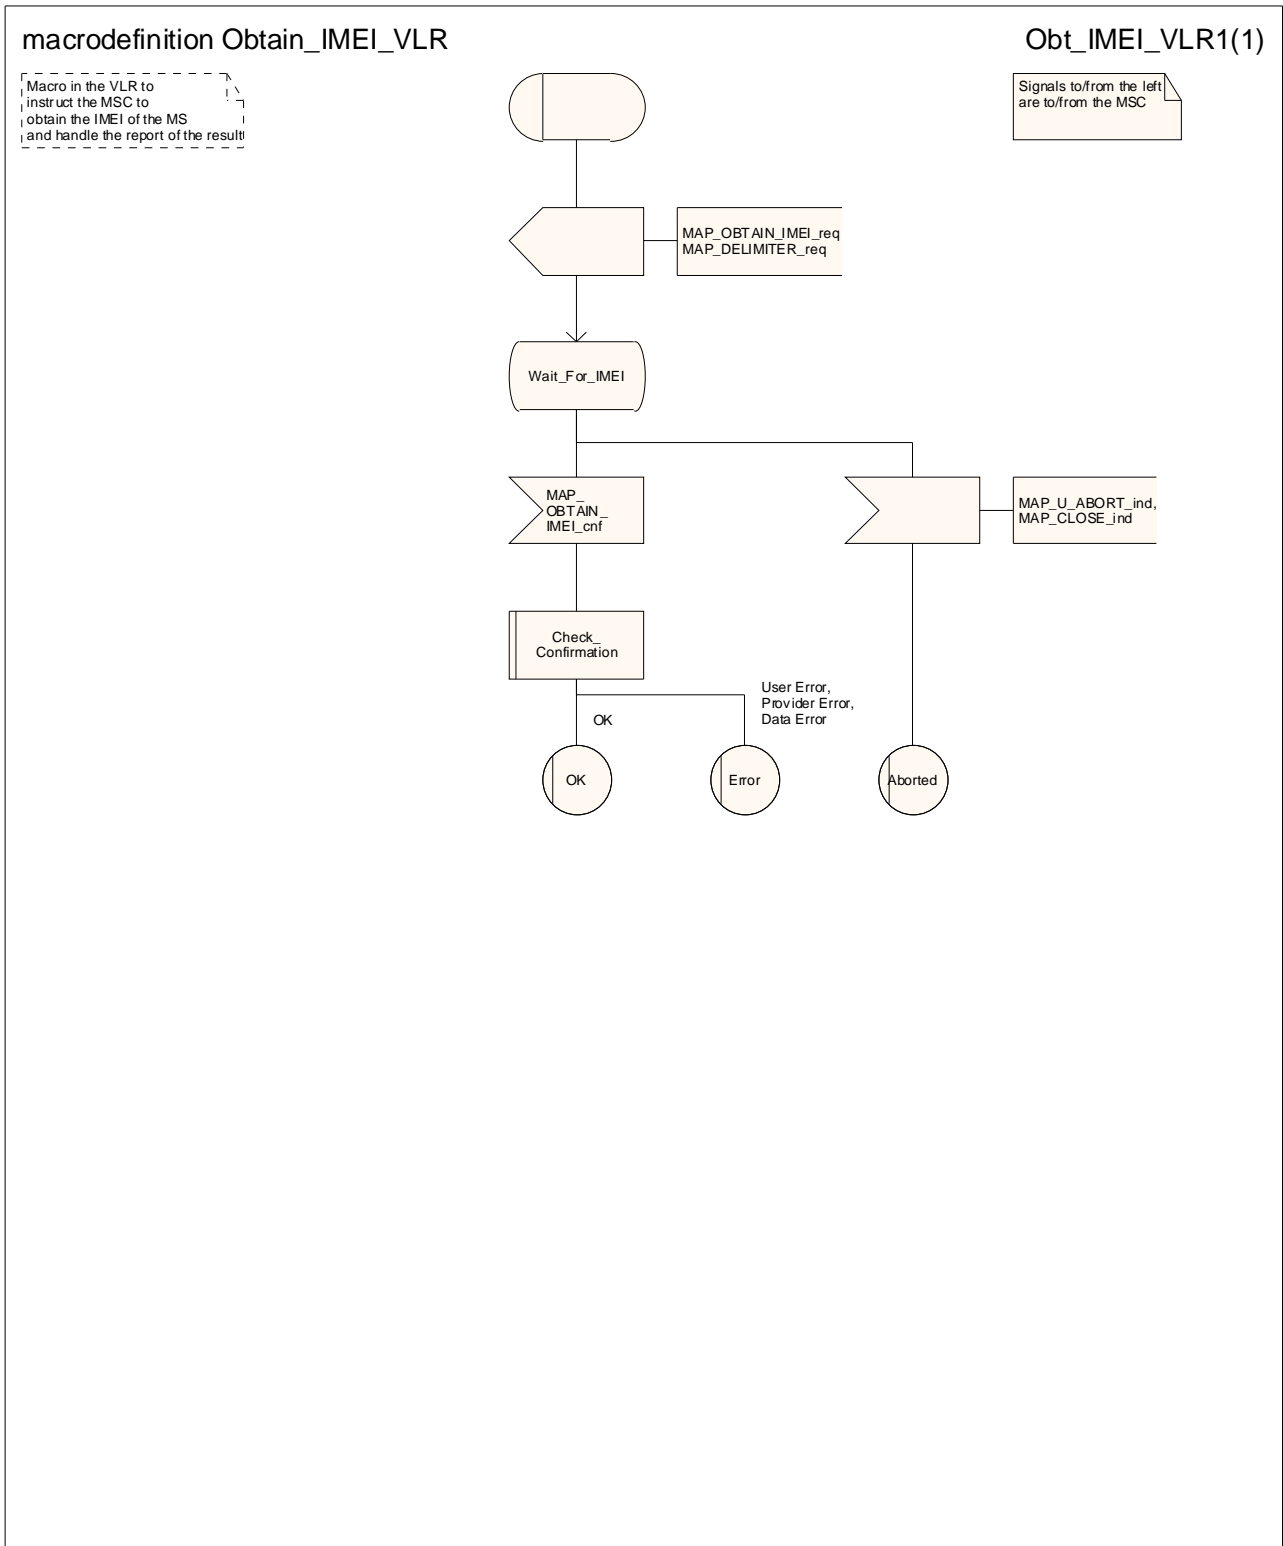 macrodefinition Obtain_IMEI_VLR
Obt_IMEI_VLR1(1)
Macro in the VLR to
instruct the MSC to
obtain the IMEI of the MS
and handle the report of the result
Signals to/from the left
are to/from the MSC
MAP_OBTAIN_IMEI_req
MAP_DELIMITER_req
Wait_For_IMEI
MAP_
OBTAIN_
IMEI_cnf
MAP_U_ABORT_ind,
MAP_CLOSE_ind
Check_
Confirmation
User Error,
Provider Error,
Data Error
OK
OK
Error
Aborted